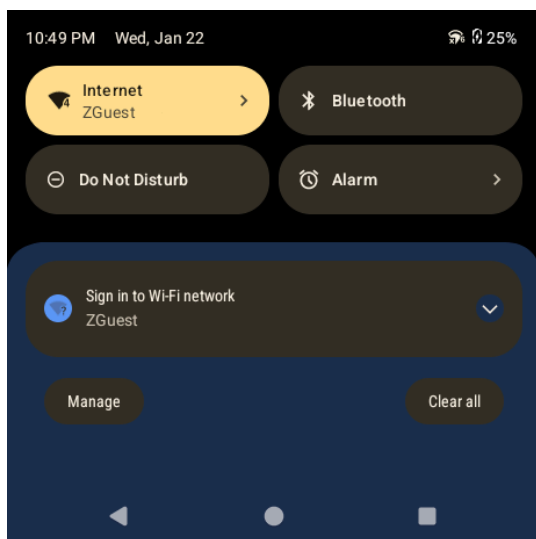 10:49 PM Wed, Jan 22 25%
Internet
ZGuest
Bluetooth
Do Not Disturb
Alarm
Sign in to Wi-Fi network
ZGuest
Manage
Clear all